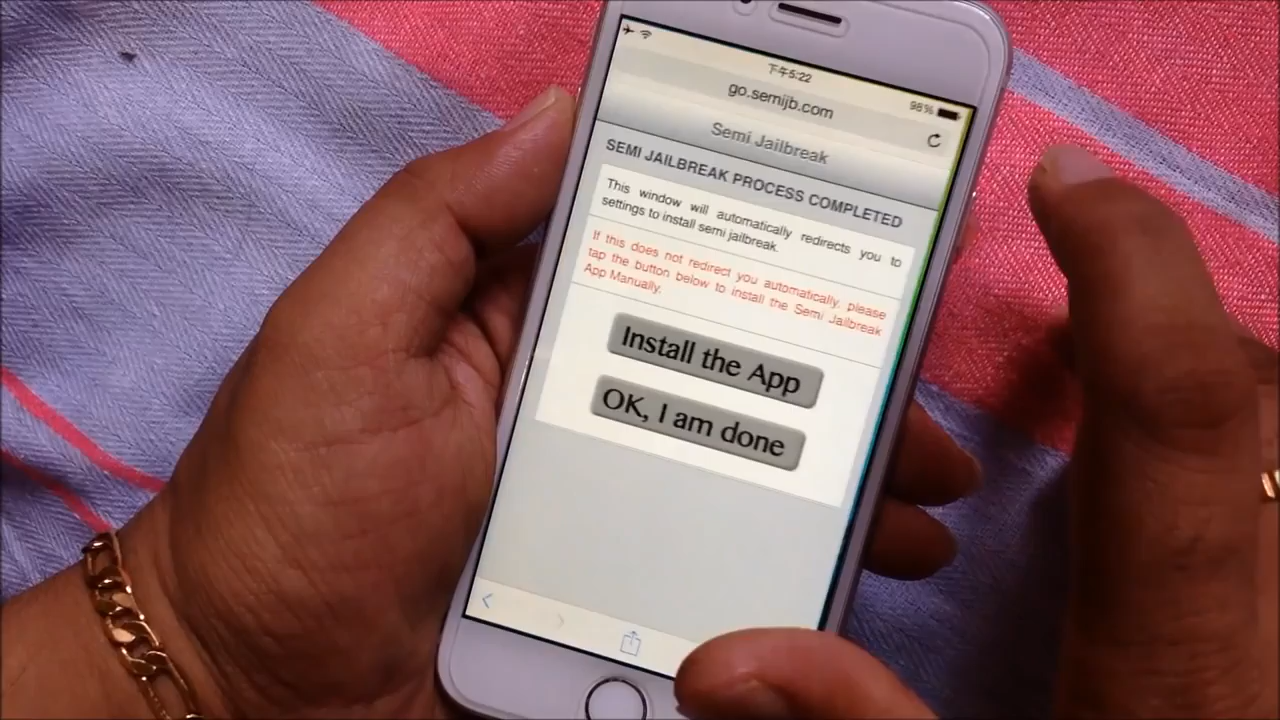 下午5:22
98%
go.semijb.com
Semi Jailbreak
SEMI JAILBREAK PROCESS COMPLETED
This window will automatically redirects you to
settings to install semi jailbreak.
If this does not redirect you automatically, please
tap the button below to install the Semi Jailbreak
App Manually.
Install the App
OK, I am done